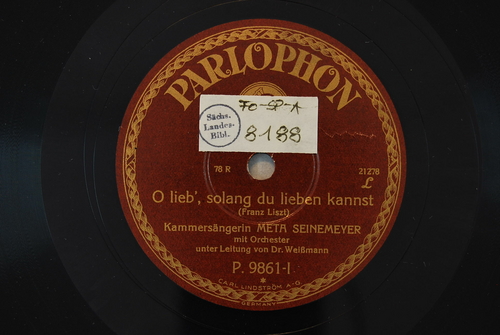 PARLOPHON
FO-SP-A
8188
Sächs.
Landes-
Bibl.
78 R
21278
L
O lieb', solang du lieben kannst
(Franz Liszt)
Kammersängerin META SEINEMEYER
mit Orchester
unter Leitung von Dr. Weißmann
P. 9861-I
*
CARL LINDSTRÖM A-G
GERMANY